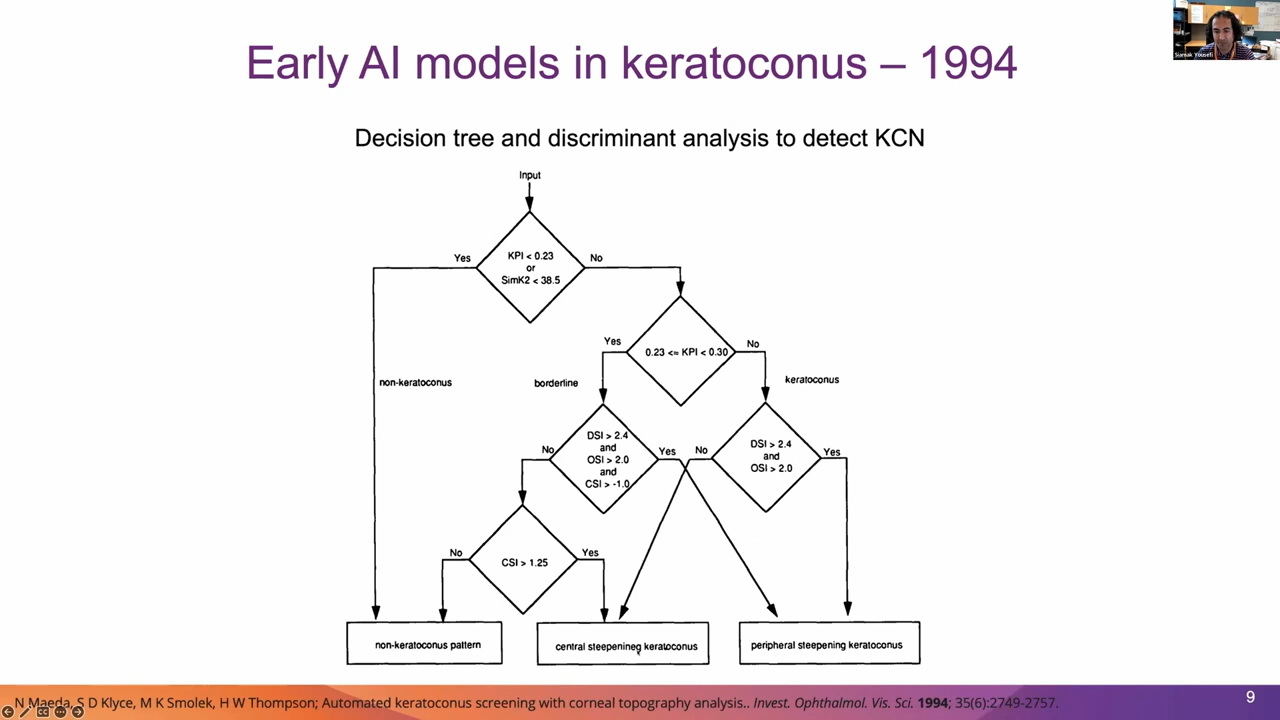 Early AI models in keratoconus – 1994
Siamak Yousefi
Decision tree and discriminant analysis to detect KCN
Input
Yes
KPI < 0.23
or
SimK2 < 38.5
No
Yes
0.23 <= KPI < 0.30
No
non-keratoconus
borderline
keratoconus
No
DSI > 2.4
and
OSI > 2.0
and
CSI > -1.0
Yes
No
DSI > 2.4
and
OSI > 2.0
Yes
No
CSI > 1.25
Yes
non-keratoconus pattern
central steepenineg keratoconus
peripheral steepening keratoconus
N Maeda, S D Klyce, M K Smolek, H W Thompson; Automated keratoconus screening with corneal topography analysis.. Invest. Ophthalmol. Vis. Sci. 1994; 35(6):2749-2757.
9